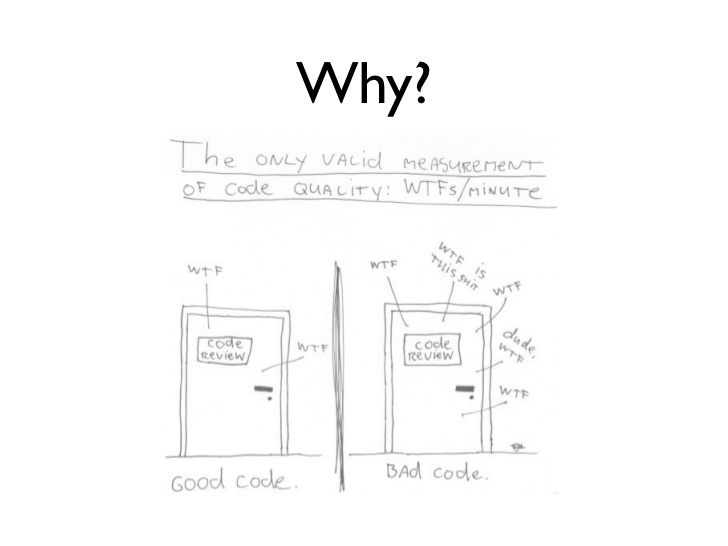 Why?
The ONLY VALid MEASUREMENT
OF Code QUALITY: WTFs/MINUTE
WTF
CODE
REVIEW
WTF
GOOD CODE.
WTF
WTF IS
THIS SHIT
WTF
CODE
REVIEW
dude,
WTF
WTF
BAd CODE.